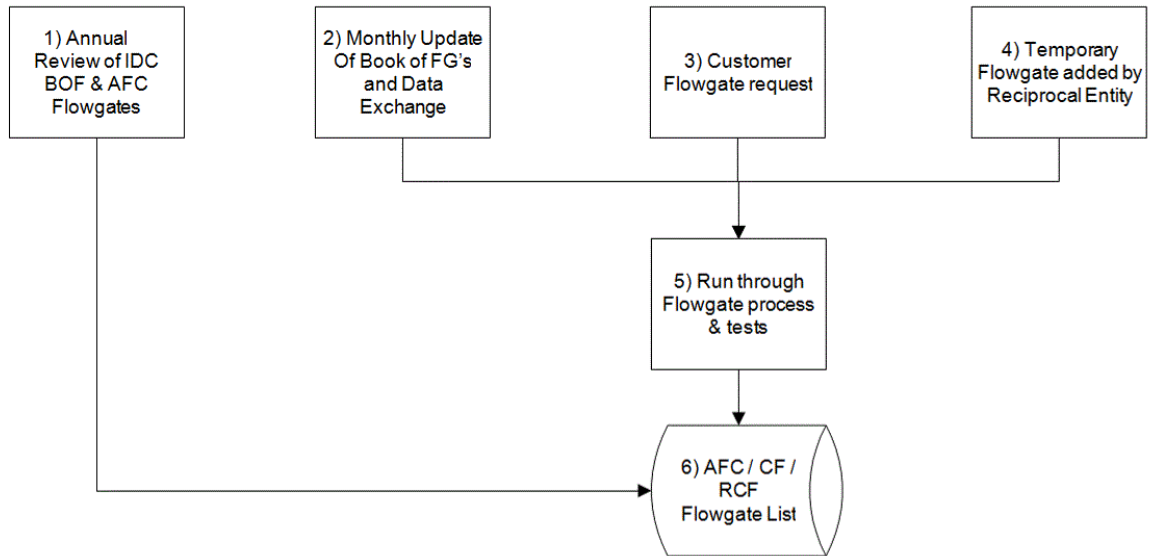 1) Annual
Review of IDC
BOF & AFC
Flowgates
2) Monthly Update
Of Book of FG's
and Data
Exchange
3) Customer
Flowgate request
4) Temporary
Flowgate added by
Reciprocal Entity
5) Run through
Flowgate process
& tests
6) AFC / CF /
RCF
Flowgate List